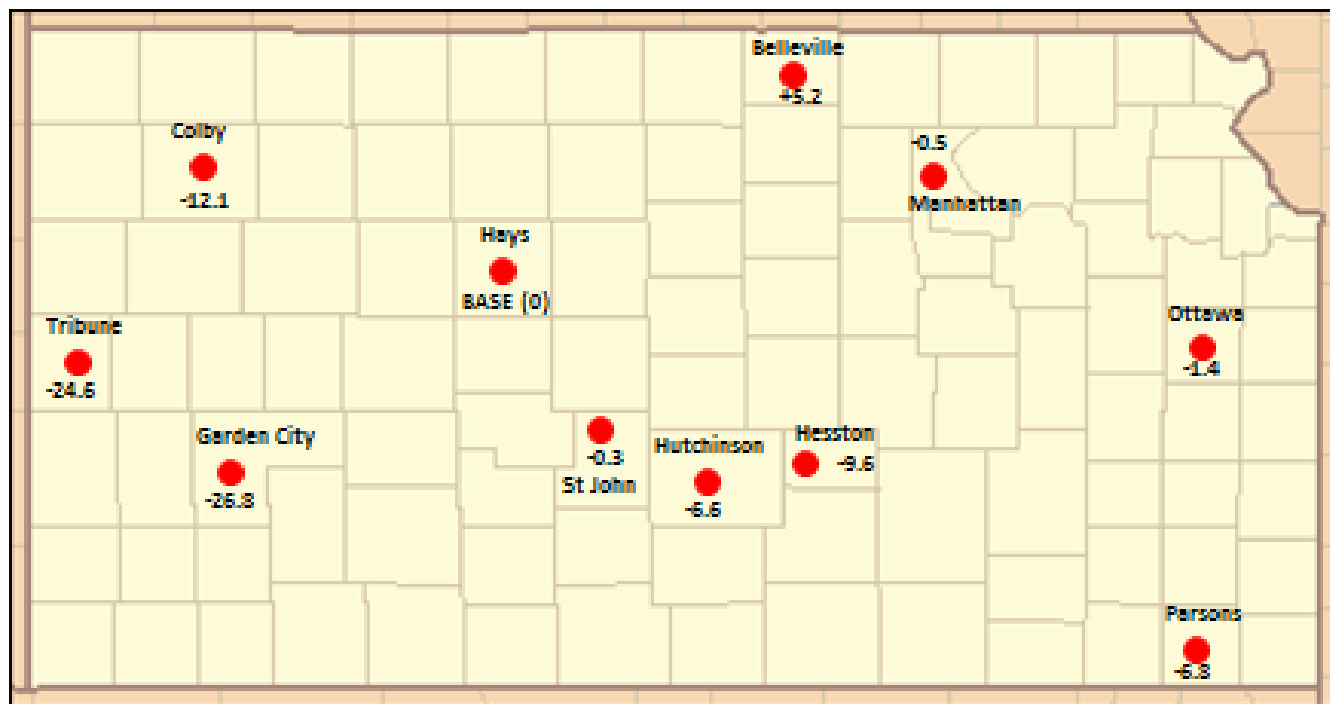 Belleville
+5.2
Colby
-12.1
-0.5
Manhattan
Hays
BASE (0)
Tribune
-24.6
Ottawa
-1.4
Garden City
-26.8
-0.3
St John
Hutchinson
-6.6
Hesston
-9.6
Parsons
-6.8